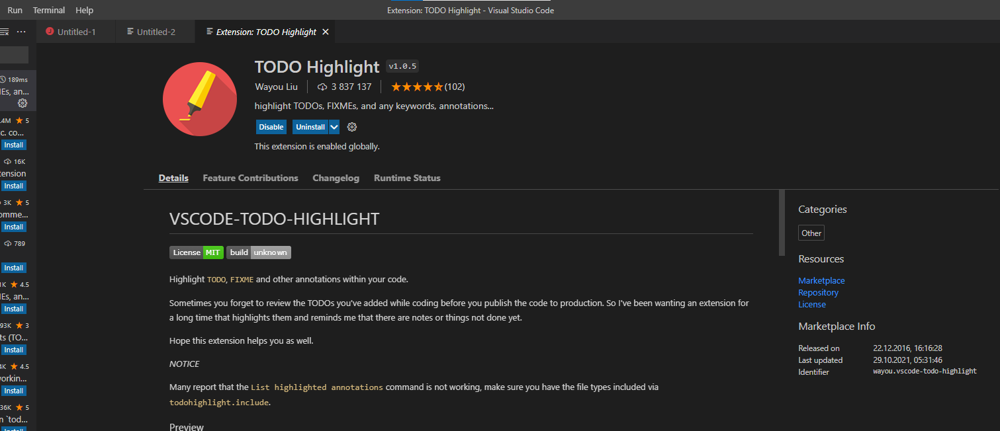 Run Terminal Help
Extension: TODO Highlight - Visual Studio Code
Untitled-1
Untitled-2
Extension: TODO Highlight
189ms
IEs, an...
.4M 5
c. co...
Install
16K
tension
Install
3K 5
omme...
Install
789
Install
1K 4.5
IEs, an...
Install
93K 3
ts (TO...
Install
4K 4.5
workin...
Install
36K 5
n `tod...
Install
TODO Highlight v1.0.5
Wayou Liu 3 837 137 (102)
highlight TODOs, FIXMEs, and any keywords, annotations...
Disable Uninstall
This extension is enabled globally.
Details Feature Contributions Changelog Runtime Status
VSCODE-TODO-HIGHLIGHT
License MIT build unknown
Highlight TODO, FIXME and other annotations within your code.
Sometimes you forget to review the TODOs you've added while coding before you publish the code to production. So I've been wanting an extension for
a long time that highlights them and reminds me that there are notes or things not done yet.
Hope this extension helps you as well.
NOTICE
Many report that the List highlighted annotations command is not working, make sure you have the file types included via
todohighlight.include.
Preview
Categories
Other
Resources
Marketplace
Repository
License
Marketplace Info
Released on 22.12.2016, 16:16:28
Last updated 29.10.2021, 05:31:46
Identifier wayou.vscode-todo-highlight